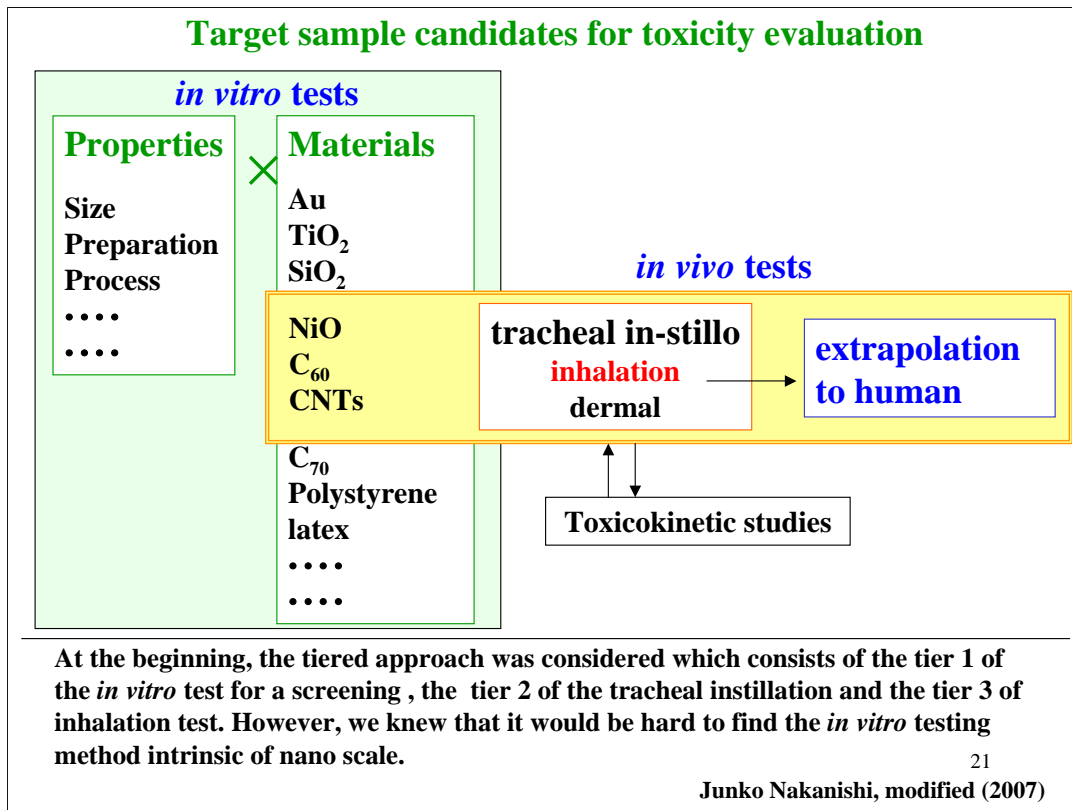 Target sample candidates for toxicity evaluation
in vitro tests
Properties
×
Materials
Size
Preparation
Process
• • • •
• • • •
Au
TiO₂
SiO₂
NiO
C₆₀
CNTs
C₇₀
Polystyrene
latex
• • • •
• • • •
in vivo tests
tracheal in-stillo
inhalation
dermal
extrapolation
to human
Toxicokinetic studies
At the beginning, the tiered approach was considered which consists of the tier 1 of
the in vitro test for a screening , the tier 2 of the tracheal instillation and the tier 3 of
inhalation test. However, we knew that it would be hard to find the in vitro testing
method intrinsic of nano scale.
21
Junko Nakanishi, modified (2007)